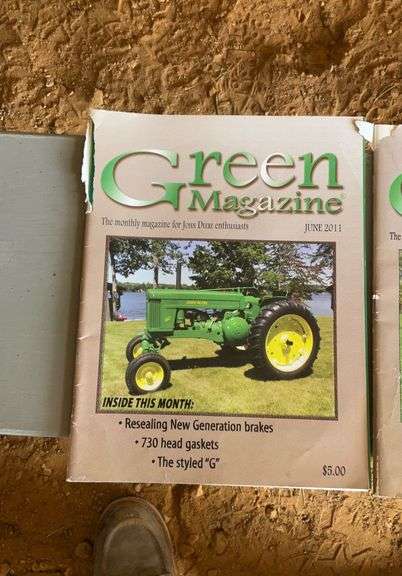 Green
Magazine
The monthly magazine for John Deere enthusiasts
JUNE 2011
JOHN DEERE
INSIDE THIS MONTH:
• Resealing New Generation brakes
• 730 head gaskets
• The styled "G"
$5.00
The